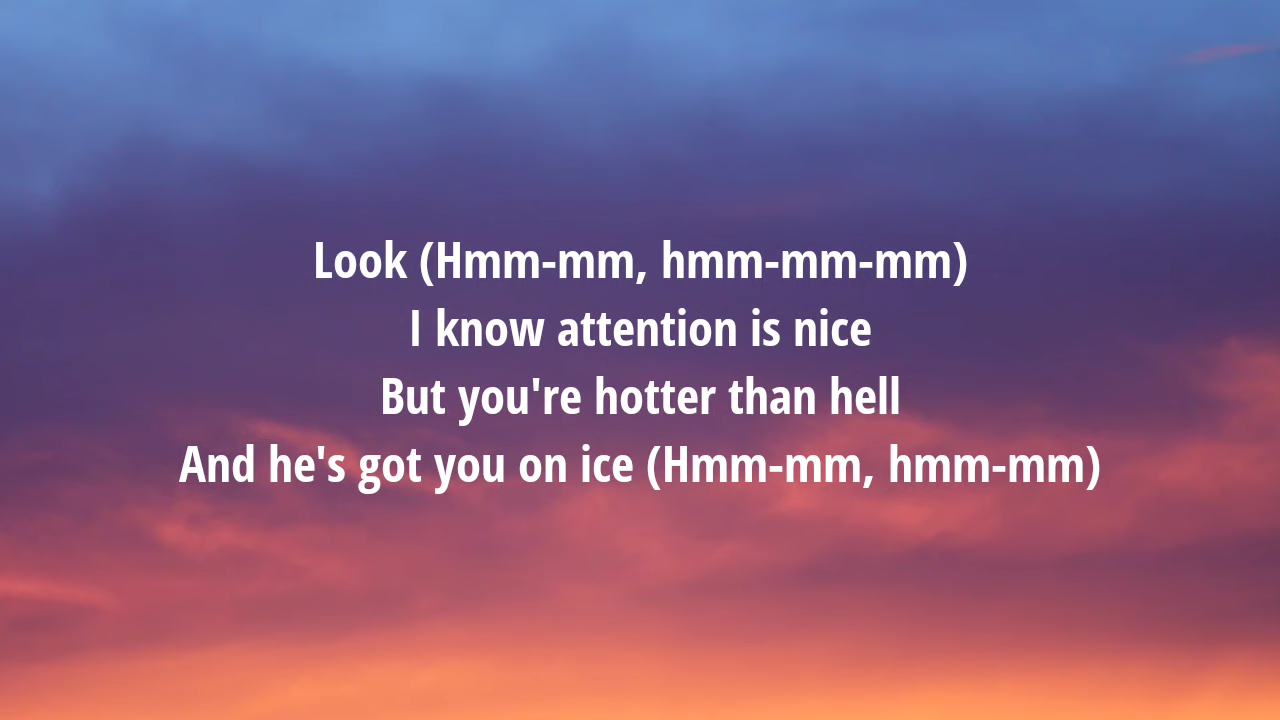 Look (Hmm-mm, hmm-mm-mm)
I know attention is nice
But you're hotter than hell
And he's got you on ice (Hmm-mm, hmm-mm)